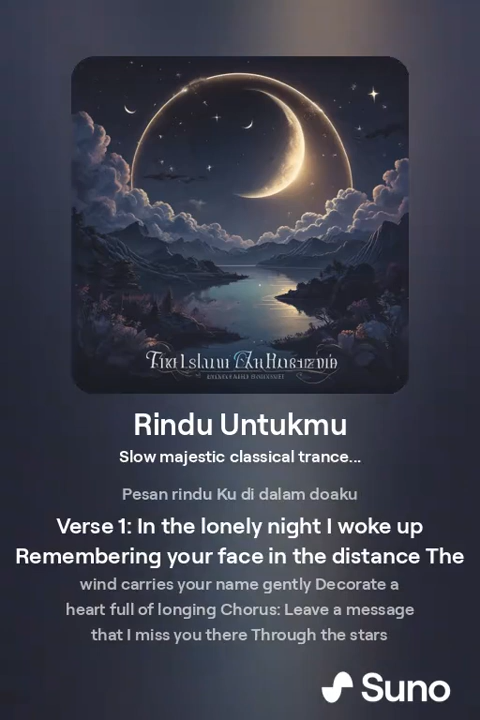 Rindu Untukmu
Slow majestic classical trance...
Pesan rindu Ku di dalam doaku
Verse 1: In the lonely night I woke up
Remembering your face in the distance The
wind carries your name gently Decorate a
heart full of longing Chorus: Leave a message
that I miss you there Through the stars
Suno